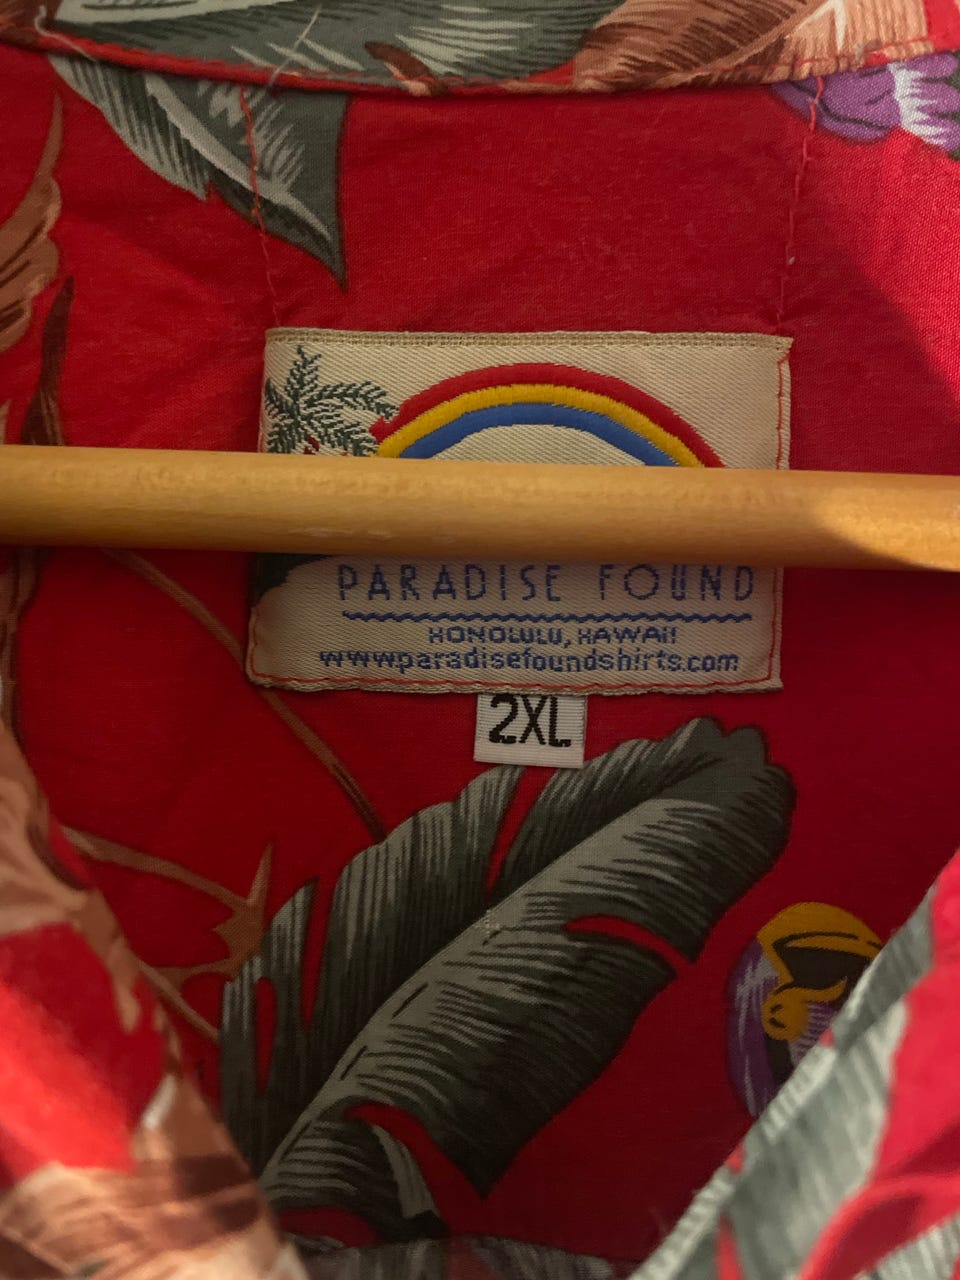 PARADISE FOUND
HONOLULU, HAWAII
www.paradisefoundshirts.com
2XL